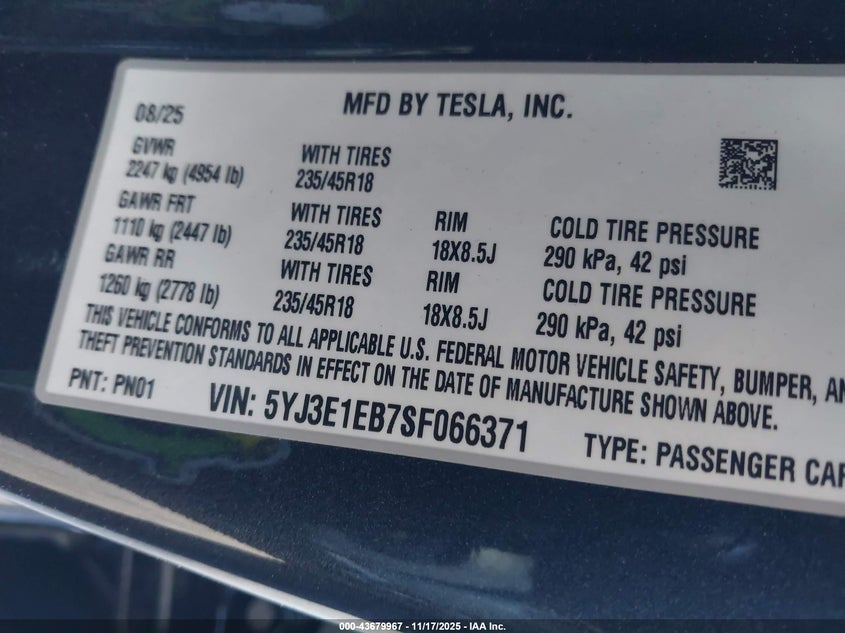 MFD BY TESLA, INC.
08/25
GVWR
2247 kg (4954 lb)
WITH TIRES
235/45R18
GAWR FRT
1110 kg (2447 lb)
WITH TIRES
235/45R18
RIM
18X8.5J
COLD TIRE PRESSURE
290 kPa, 42 psi
GAWR RR
1260 kg (2778 lb)
WITH TIRES
235/45R18
RIM
18X8.5J
COLD TIRE PRESSURE
290 kPa, 42 psi
THIS VEHICLE CONFORMS TO ALL APPLICABLE U.S. FEDERAL MOTOR VEHICLE SAFETY, BUMPER, AN
THEFT PREVENTION STANDARDS IN EFFECT ON THE DATE OF MANUFACTURE SHOWN ABOVE.
PNT: PN01
VIN: 5YJ3E1EB7SF066371
TYPE: PASSENGER CAR
000-43679967 - 11/17/2025 - IAA Inc.